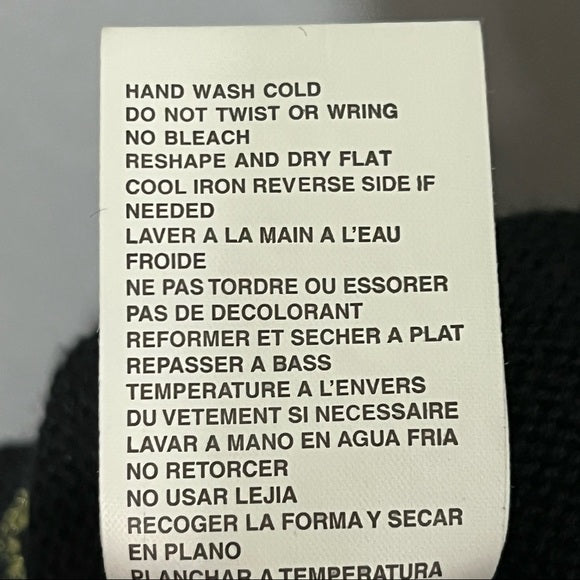 HAND WASH COLD
DO NOT TWIST OR WRING
NO BLEACH
RESHAPE AND DRY FLAT
COOL IRON REVERSE SIDE IF
NEEDED
LAVER A LA MAIN A L'EAU
FROIDE
NE PAS TORDRE OU ESSORER
PAS DE DECOLORANT
REFORMER ET SECHER A PLAT
REPASSER A BASS
TEMPERATURE A L'ENVERS
DU VETEMENT SI NECESSAIRE
LAVAR A MANO EN AGUA FRIA
NO RETORCER
NO USAR LEJIA
RECOGER LA FORMA Y SECAR
EN PLANO
PLANCHAR A TEMPERATURA